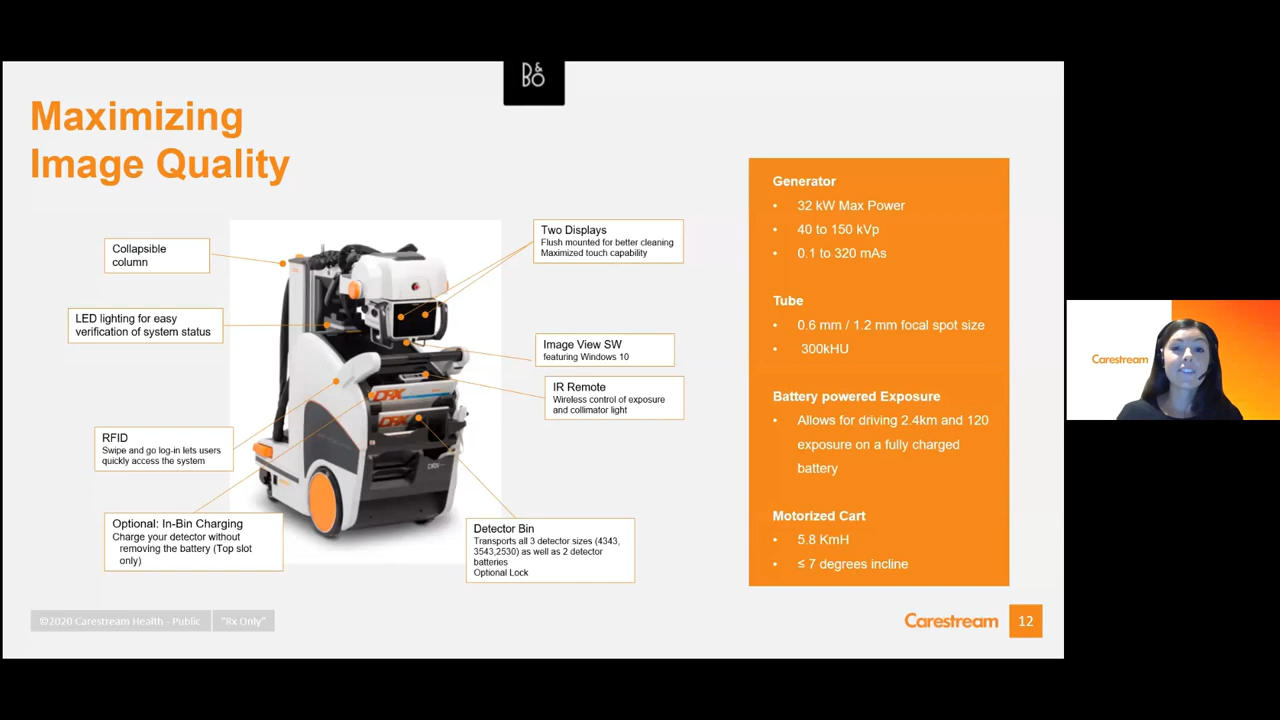 B&O
Maximizing
Image Quality
Collapsible
column
LED lighting for easy
verification of system status
RFID
Swipe and go log-in lets users
quickly access the system
Optional: In-Bin Charging
Charge your detector without
removing the battery (Top slot
only)
Two Displays
Flush mounted for better cleaning
Maximized touch capability
Image View SW
featuring Windows 10
IR Remote
Wireless control of exposure
and collimator light
Detector Bin
Transports all 3 detector sizes (4343,
3543,2530) as well as 2 detector
batteries
Optional Lock
DRX
DRX
Generator
• 32 kW Max Power
• 40 to 150 kVp
• 0.1 to 320 mAs
Tube
• 0.6 mm / 1.2 mm focal spot size
• 300kHU
Battery powered Exposure
• Allows for driving 2.4km and 120
exposure on a fully charged
battery
Motorized Cart
• 5.8 KmH
• ≤ 7 degrees incline
Carestream
©2020 Carestream Health - Public
"Rx Only"
Carestream
12